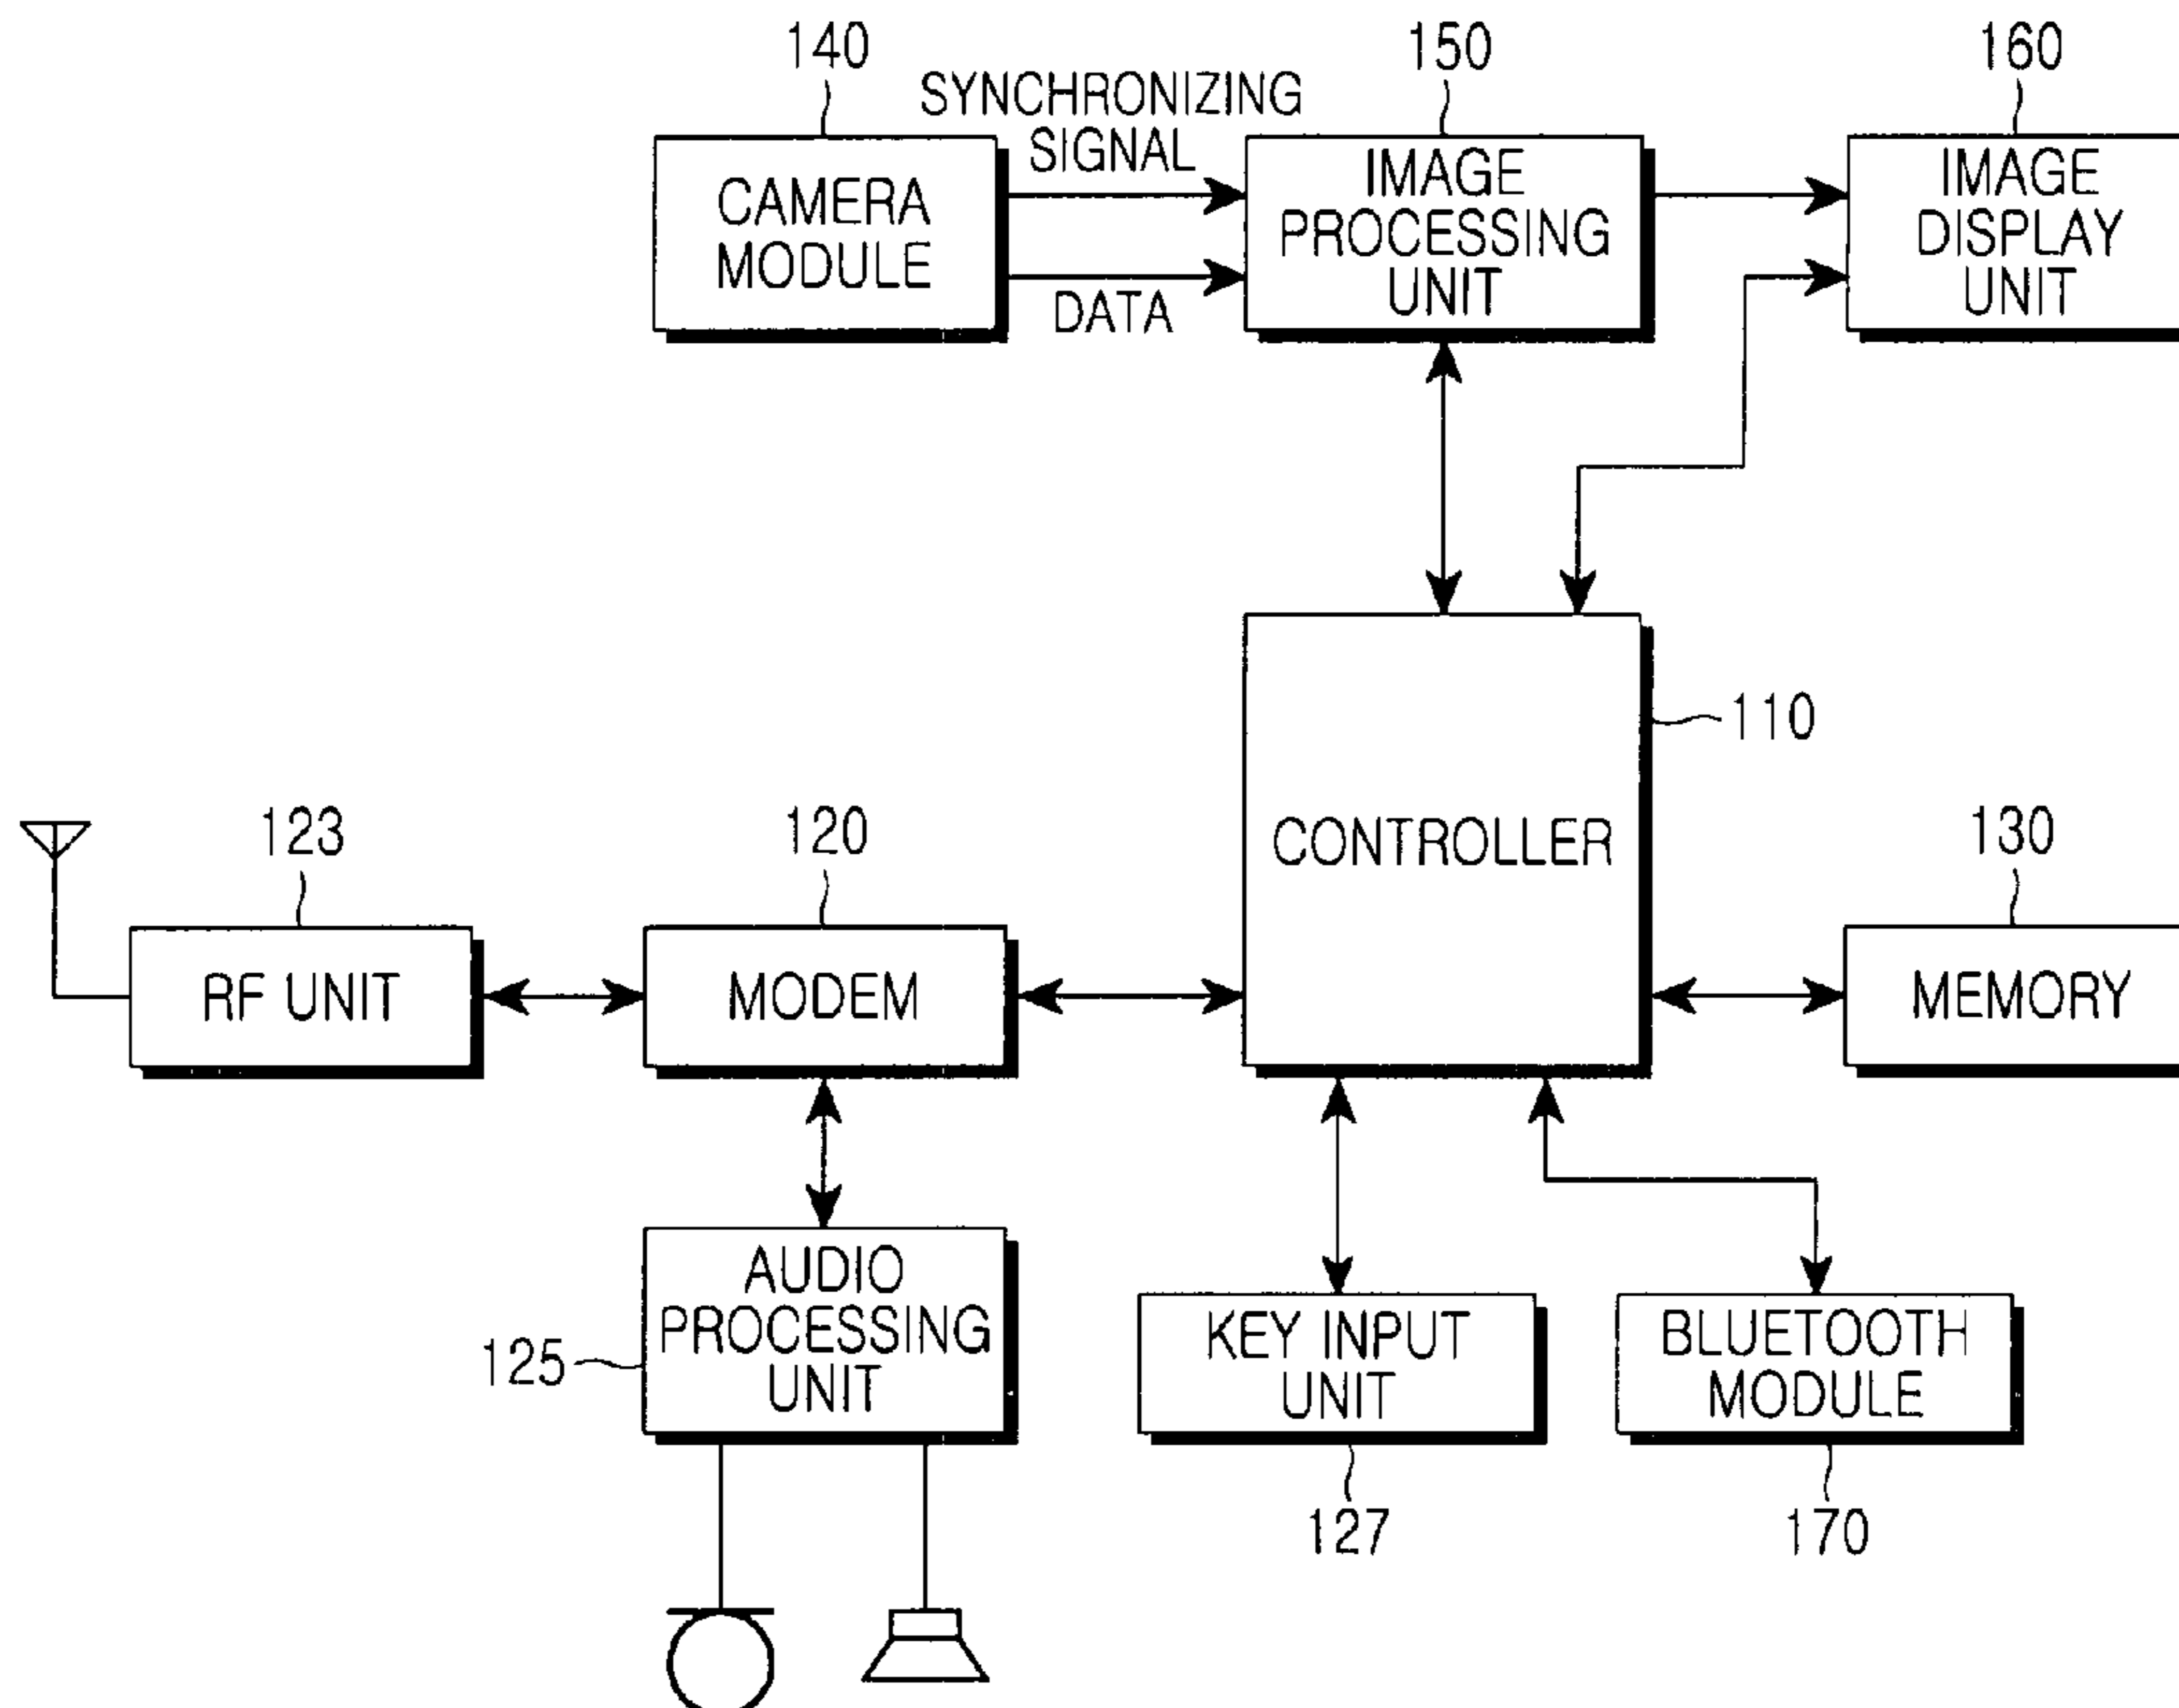 140
150
160
SYNCHRONIZING
SIGNAL
CAMERA
MODULE
DATA
IMAGE
PROCESSING
UNIT
IMAGE
DISPLAY
UNIT
110
CONTROLLER
123
120
130
RF UNIT
MODEM
MEMORY
AUDIO
PROCESSING
UNIT
125
KEY INPUT
UNIT
BLUETOOTH
MODULE
127
170